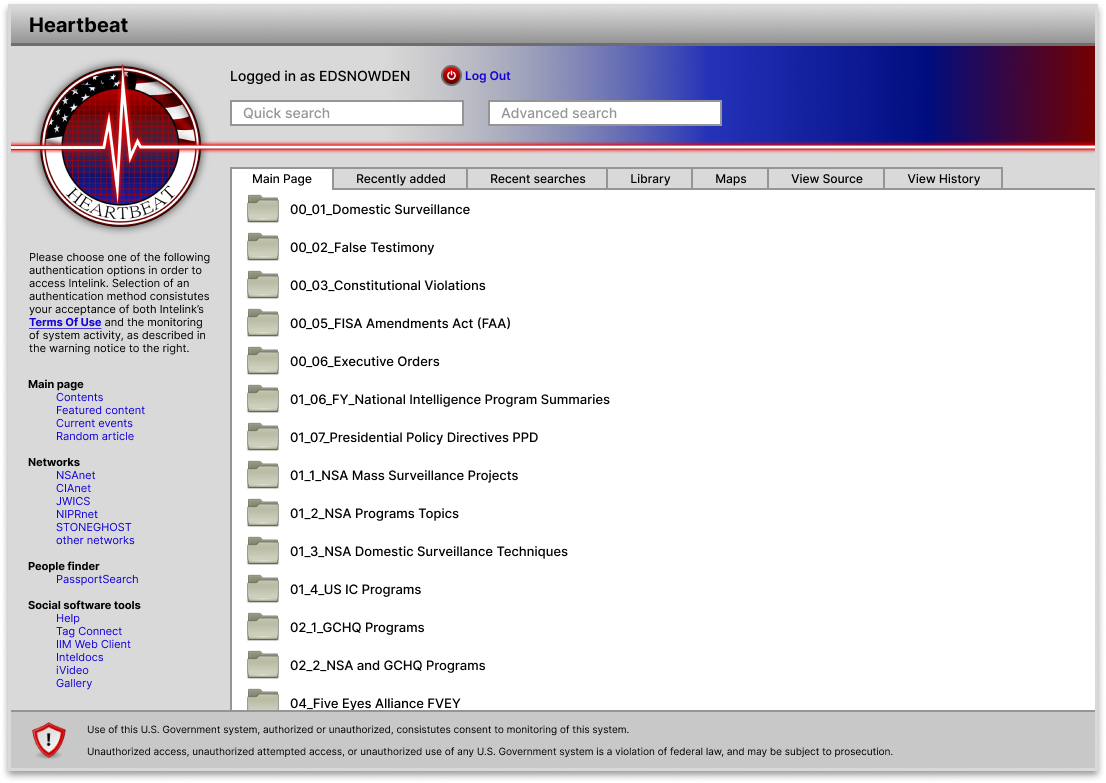 Heartbeat
Logged in as EDSNOWDEN
Log Out
Quick search
Advanced search
HEARTBEAT
Main Page
Recently added
Recent searches
Library
Maps
View Source
View History
Please choose one of the following
authentication options in order to
access Intelink. Selection of an
authentication method consistutes
your acceptance of both Intelink's
Terms Of Use and the monitoring
of system activity, as described in
the warning notice to the right.
Main page
Contents
Featured content
Current events
Random article
Networks
NSAnet
CIAnet
JWICS
NIPRnet
STONEGHOST
other networks
People finder
PassportSearch
Social software tools
Help
Tag Connect
IIM Web Client
Inteldocs
iVideo
Gallery
00_01_Domestic Surveillance
00_02_False Testimony
00_03_Constitutional Violations
00_05_FISA Amendments Act (FAA)
00_06_Executive Orders
01_06_FY_National Intelligence Program Summaries
01_07_Presidential Policy Directives PPD
01_1_NSA Mass Surveillance Projects
01_2_NSA Programs Topics
01_3_NSA Domestic Surveillance Techniques
01_4_US IC Programs
02_1_GCHQ Programs
02_2_NSA and GCHQ Programs
04_Five Eyes Alliance FVEY
Use of this U.S. Government system, authorized or unauthorized, consistutes consent to monitoring of this system.
Unauthorized access, unauthorized attempted access, or unauthorized use of any U.S. Government system is a violation of federal law, and may be subject to prosecution.